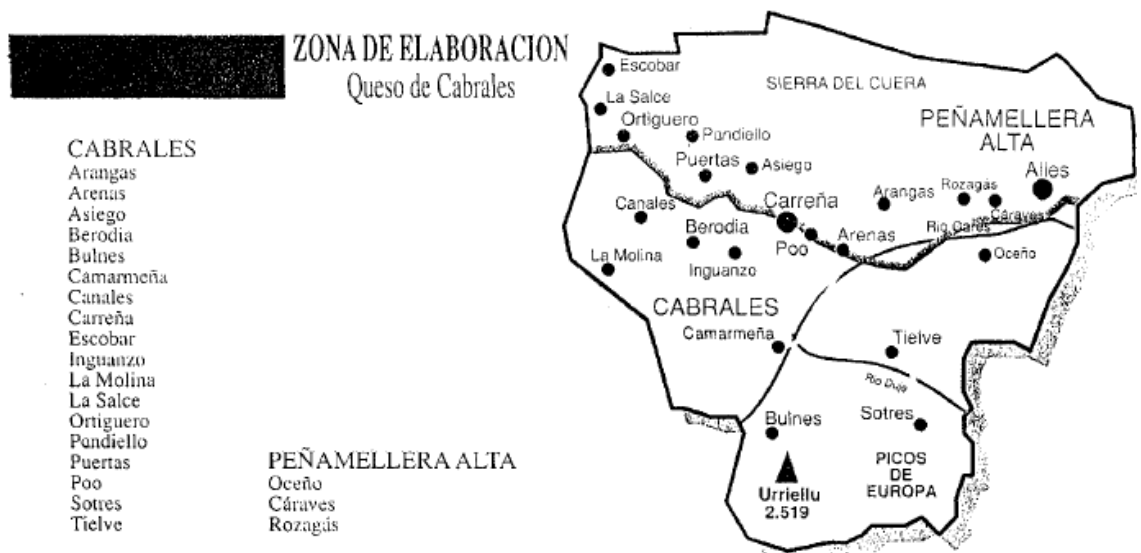 ZONA DE ELABORACION
Queso de Cabrales
CABRALES
Arangas
Arenas
Asiego
Berodia
Bulnes
Camarmeña
Canales
Carreña
Escobar
Inguanzo
La Molina
La Salce
Ortiguero
Pandiello
Puertas
Poo
Sotres
Tielve
PEÑAMELLERA ALTA
Oceño
Cáraves
Rozagás
Escobar
SIERRA DEL CUERA
La Salce
PEÑAMELLERA
ALTA
Ortiguero
Pandiello
Puertas
Asiego
Alles
Arangas
Rozagás
Canales
Carreña
Cáraves
Rio Cares
Berodia
Poo
Arenas
La Molina
Inguanzo
Oceño
CABRALES
Camarmeña
Tielve
Rio Duje
Bulnes
Sotres
PICOS
DE
EUROPA
Urriellu
2.519